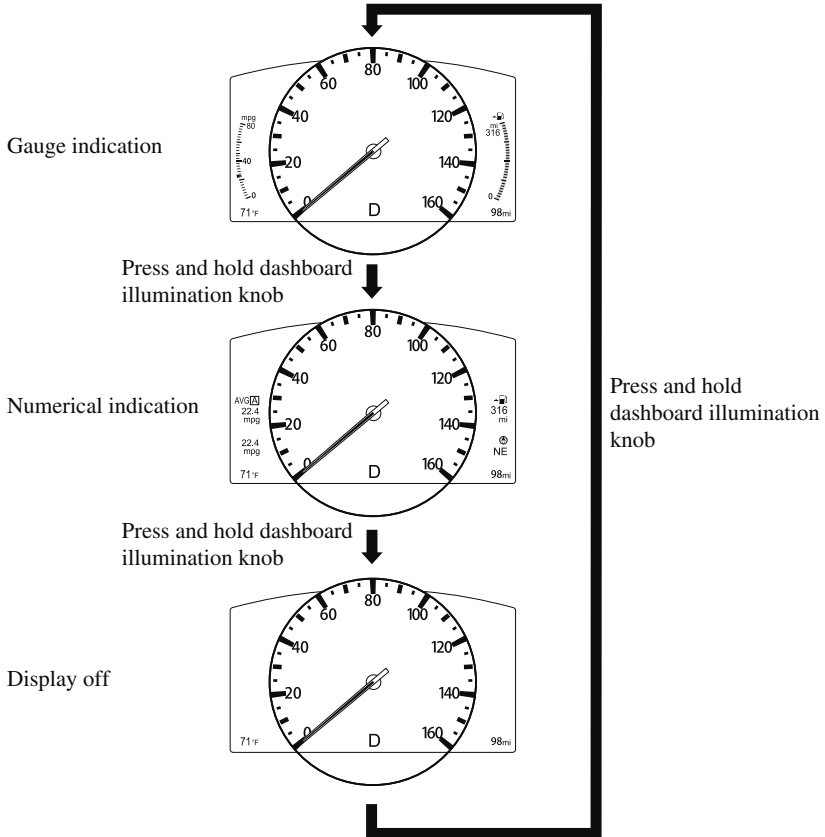 80
60
100
mpg
80
40
120
mi
316
Gauge indication
40
20
140
0
0
160
0
71°F
D
98mi
Press and hold dashboard
illumination knob
80
60
100
40
120
AVG A
22.4
mpg
316
mi
Numerical indication
20
140
22.4
mpg
NE
0
160
71°F
D
98mi
Press and hold
dashboard illumination
knob
Press and hold dashboard
illumination knob
80
60
100
40
120
Display off
20
140
0
160
71°F
D
98mi